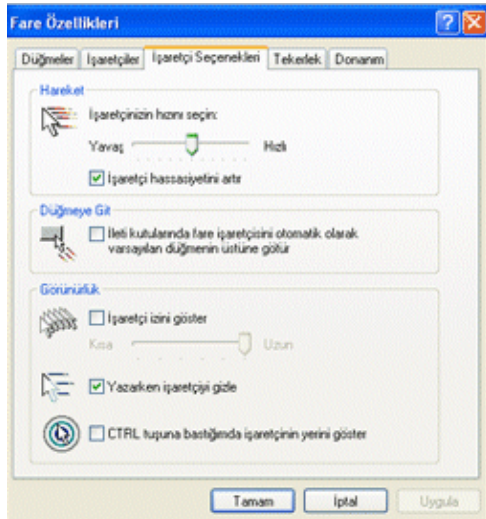 Fare Özellikleri
Düğmeler İşaretçiler İşaretçi Seçenekleri Tekerlek Donanım
Hareket
İşaretçinizin hızını seçin:
Yavaş Hızlı
İşaretçi hassasiyetini artır
Düğmeye Git
İleti kutularında fare işaretçisini otomatik olarak
varsayılan düğmenin üstüne götür
Görünürlük
İşaretçi izini göster
Kısa Uzun
Yazarken işaretçiyi gizle
CTRL tuşuna bastığımda işaretçinin yerini göster
Tamam İptal Uygula